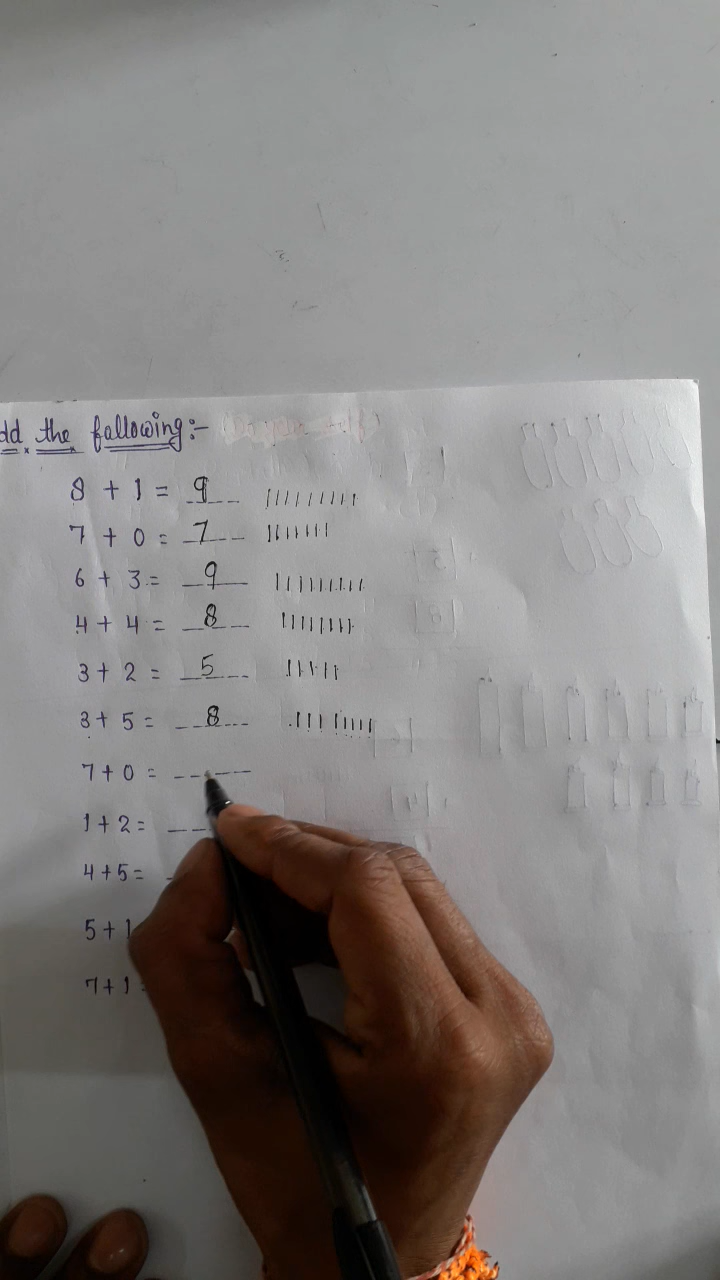 dd the fallowing:-
8 + 1 = 9
7 + 0 = 7
6 + 3 = 9
4 + 4 = 8
3 + 2 = 5
3 + 5 = 8
7 + 0 =
1 + 2 =
4 + 5 =
5 + 1
7 + 1 =